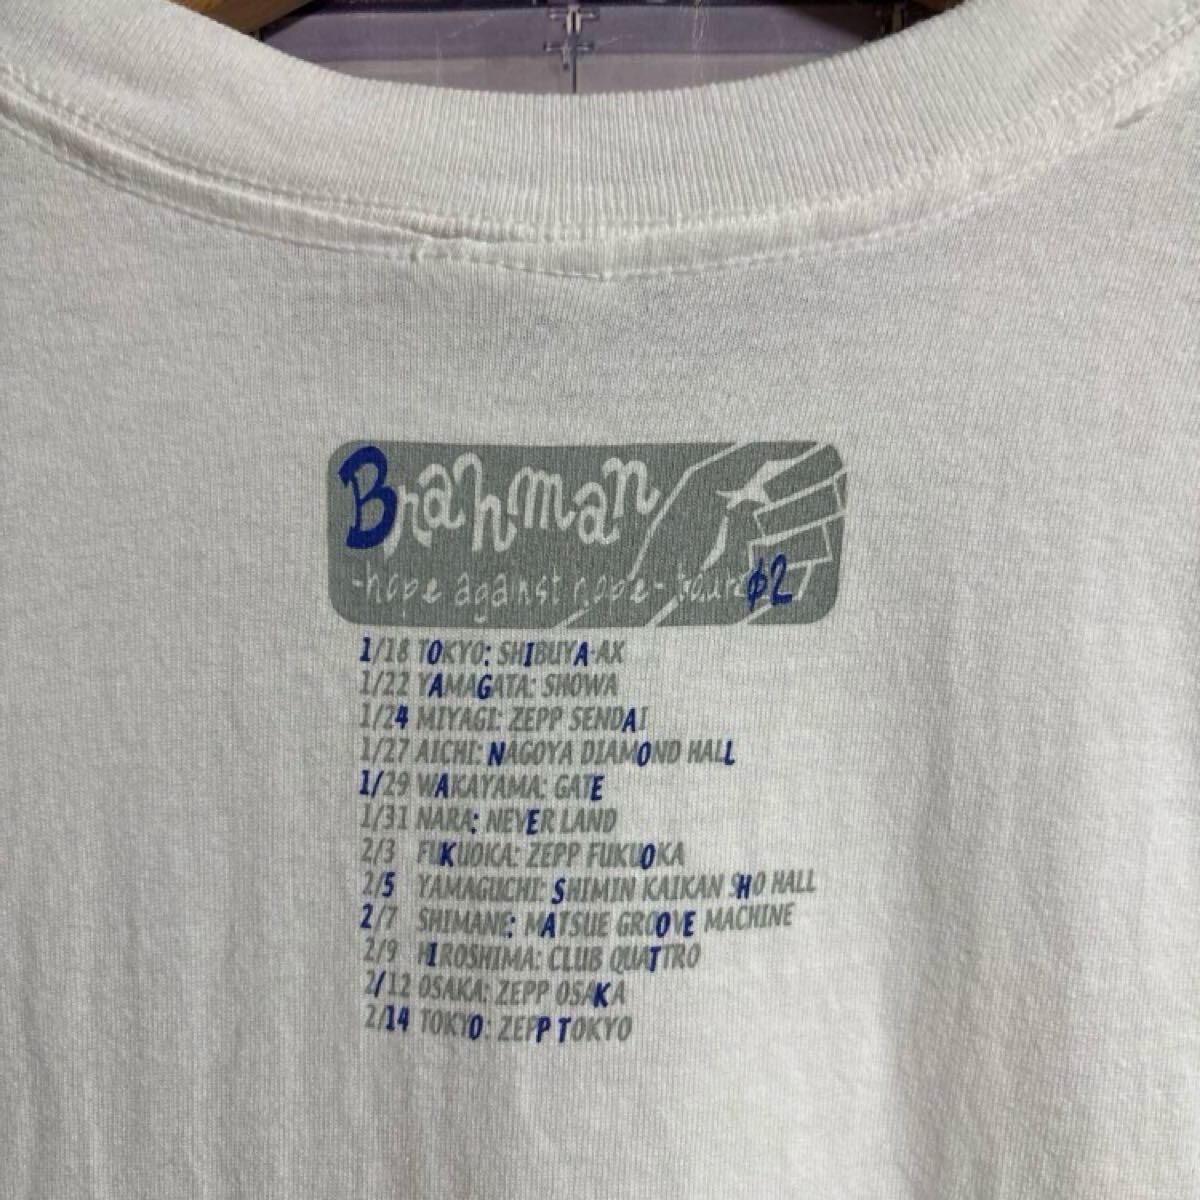 Brahman
-hope against hope- tour φ2
1/18 TOKYO: SHIBUYA-AX
1/22 YAMAGATA: SHOWA
1/24 MIYAGI: ZEPP SENDAI
1/27 AICHI: NAGOYA DIAMOND HALL
1/29 WAKAYAMA: GATE
1/31 NARA: NEVER LAND
2/3 FUKUOKA: ZEPP FUKUOKA
2/5 YAMAGUCHI: SHIMIN KAIKAN SHO HALL
2/7 SHIMANE: MATSUE GROOVE MACHINE
2/9 HIROSHIMA: CLUB QUATTRO
2/12 OSAKA: ZEPP OSAKA
2/14 TOKYO: ZEPP TOKYO